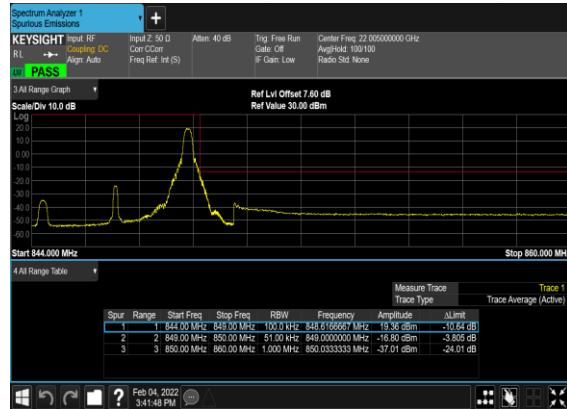 Spectrum Analyzer 1
Spurious Emissions
KEYSIGHT Input: RF Input Z: 50 Ω Atten: 40 dB Trig: Free Run Center Freq: 22.005000000 GHz
RL Coupling: DC Corr CCorr Gate: Off Avg|Hold: 100/100
Align: Auto Freq Ref: Int (S) IF Gain: Low Radio Std: None
PASS
3 All Range Graph
Ref Lvl Offset 7.60 dB
Scale/Div 10.0 dB Ref Value 30.00 dBm
Log
20.0
10.0
0.00
-10.0
-20.0
-30.0
-40.0
-50.0
-60.0
Start 844.000 MHz Stop 860.000 MH
4 All Range Table
Measure Trace Trace 1
Trace Type Trace Average (Active)
Spur Range Start Freq Stop Freq RBW Frequency Amplitude ΔLimit
1 1 844.00 MHz 849.00 MHz 100.0 kHz 848.6166667 MHz 19.36 dBm -10.64 dB
2 2 849.00 MHz 850.00 MHz 51.00 kHz 849.0000000 MHz -16.80 dBm -3.805 dB
3 3 850.00 MHz 860.00 MHz 1.000 MHz 850.0333333 MHz -37.01 dBm -24.01 dB
Feb 04, 2022
3:41:48 PM